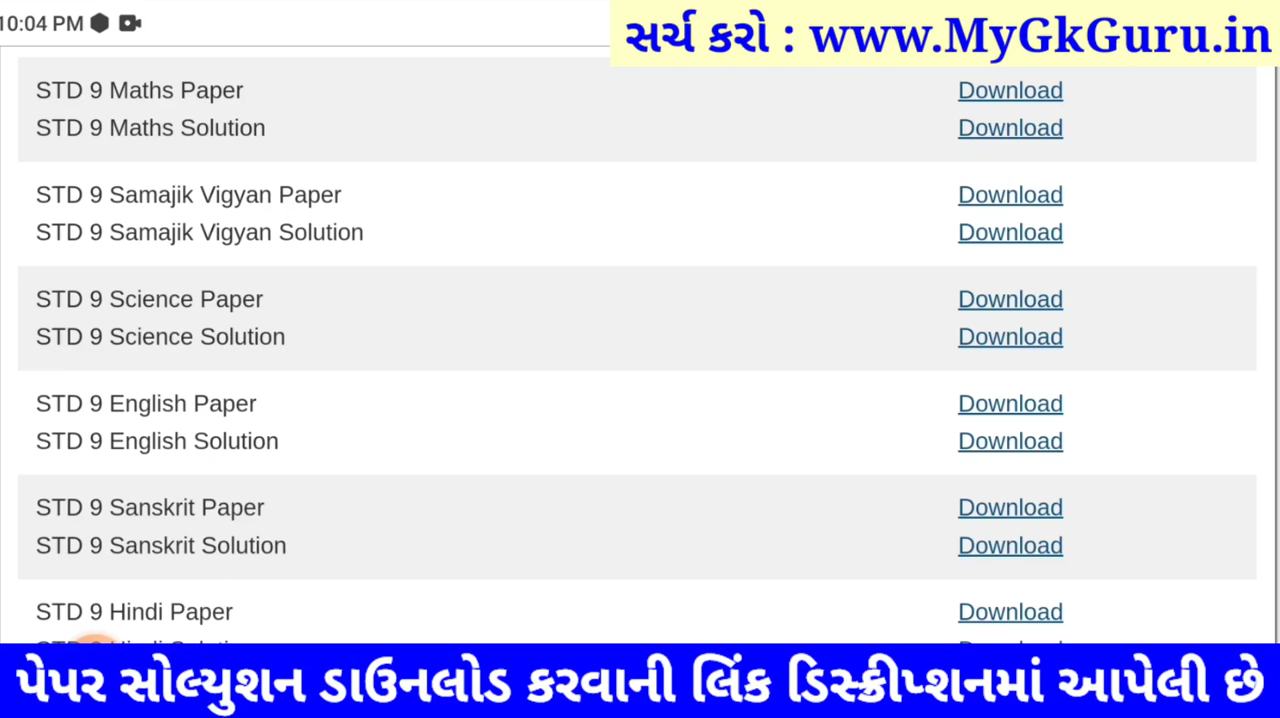 10:04 PM
સર્ચ કરો : www.MyGkGuru.in
STD 9 Maths Paper Download
STD 9 Maths Solution Download
STD 9 Samajik Vigyan Paper Download
STD 9 Samajik Vigyan Solution Download
STD 9 Science Paper Download
STD 9 Science Solution Download
STD 9 English Paper Download
STD 9 English Solution Download
STD 9 Sanskrit Paper Download
STD 9 Sanskrit Solution Download
STD 9 Hindi Paper Download
પેપર સોલ્યુશન ડાઉનલોડ કરવાની લિંક ડિસ્ક્રીપ્શનમાં આપેલી છે